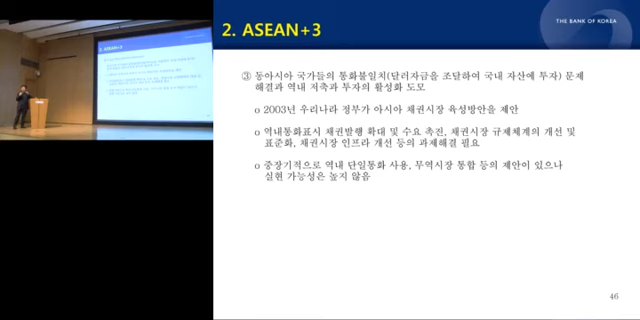 2. ASEAN+3
THE BANK OF KOREA
③ 동아시아 국가들의 통화불일치(달러자금을 조달하여 국내 자산에 투자) 문제
해결과 역내 저축과 투자의 활성화 도모
o 2003년 우리나라 정부가 아시아 채권시장 육성방안을 제안
o 역내통화표시 채권발행 확대 및 수요 촉진, 채권시장 규제체계의 개선 및
표준화, 채권시장 인프라 개선 등의 과제해결 필요
o 중장기적으로 역내 단일통화 사용, 무역시장 통합 등의 제안이 있으나
실현 가능성은 높지 않음
46